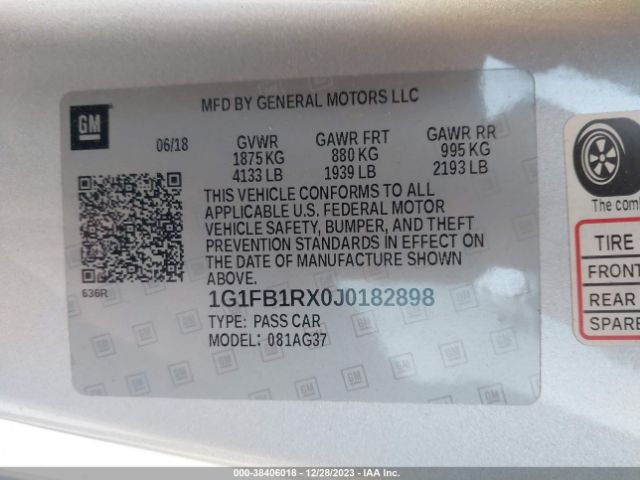 GM
MFD BY GENERAL MOTORS LLC
06/18 GVWR GAWR FRT GAWR RR
1875 KG 880 KG 995 KG
4133 LB 1939 LB 2193 LB
THIS VEHICLE CONFORMS TO ALL
APPLICABLE U.S. FEDERAL MOTOR
VEHICLE SAFETY, BUMPER, AND THEFT
PREVENTION STANDARDS IN EFFECT ON
THE DATE OF MANUFACTURE SHOWN
ABOVE.
636R
1G1FB1RX0J0182898
TYPE: PASS CAR
MODEL: 081AG37
The com
TIRE
FRONT
REAR
SPARE
000-38406018 - 12/28/2023 - IAA Inc.